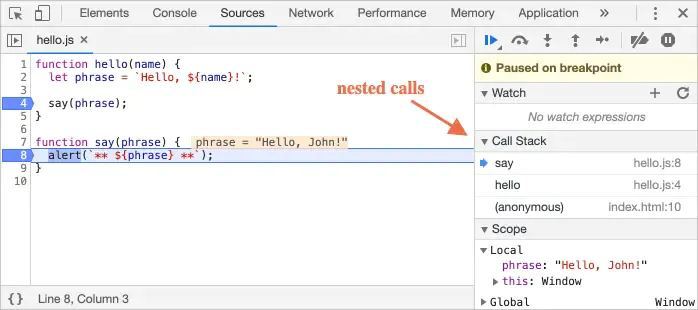 Elements Console Sources Network Performance Memory Application »
hello.js ×
1 function hello(name) {
2 let phrase = `Hello, ${name}!`;
3
4 say(phrase);
5 }
6
7 function say(phrase) { phrase = "Hello, John!"
8 alert(`** ${phrase} **`);
9 }
10
nested calls
{} Line 8, Column 3
Paused on breakpoint
Watch
No watch expressions
Call Stack
say hello.js:8
hello hello.js:4
(anonymous) index.html:10
Scope
Local
phrase: "Hello, John!"
this: Window
Global Window